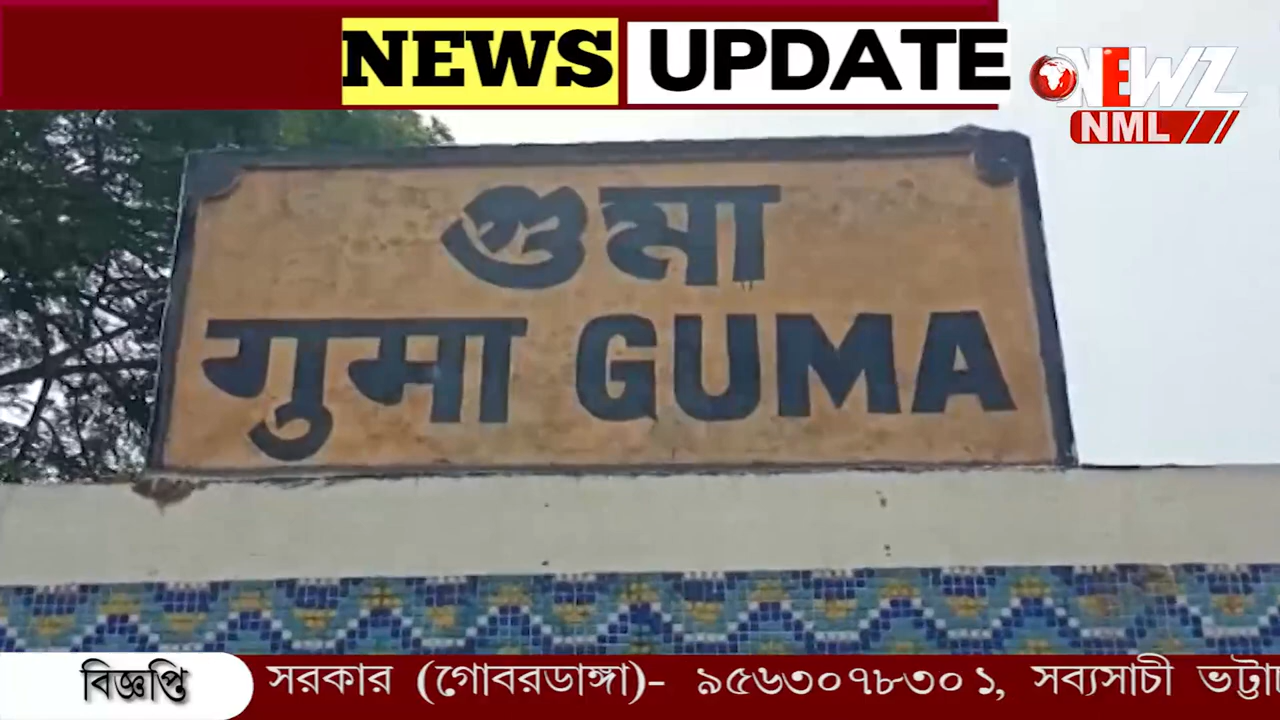 NEWS UPDATE
NEWZ
NML
গুমা
गुमा GUMA
বিজ্ঞপ্তি
সরকার (গোবরডাঙ্গা)- ৯৫৬৩০৭৮৩০১, সব্যসাচী